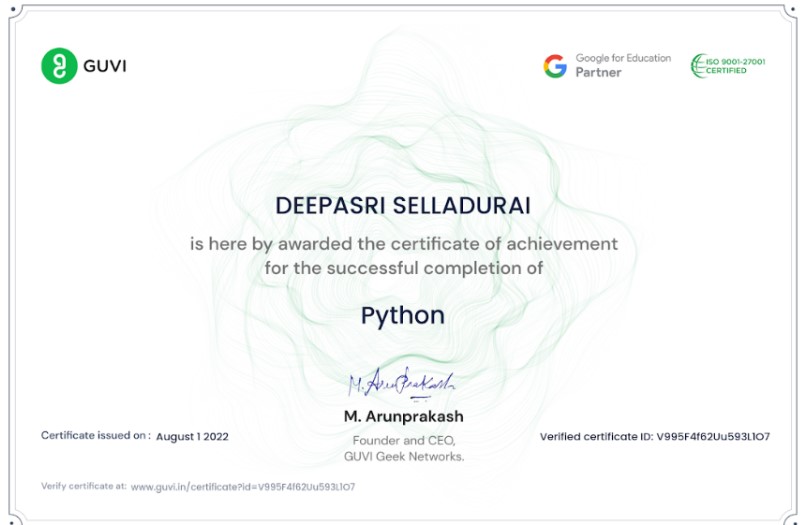 GUVI
Google for Education
Partner
ISO 9001-27001
CERTIFIED
DEEPASRI SELLADURAI
is here by awarded the certificate of achievement
for the successful completion of
Python
M. ArunPrakash
M. Arunprakash
Founder and CEO,
GUVI Geek Networks.
Certificate issued on : August 1 2022
Verified certificate ID: V995F4f62Uu593L1O7
Verify certificate at: www.guvi.in/certificate?id=V995F4f62Uu593L1O7